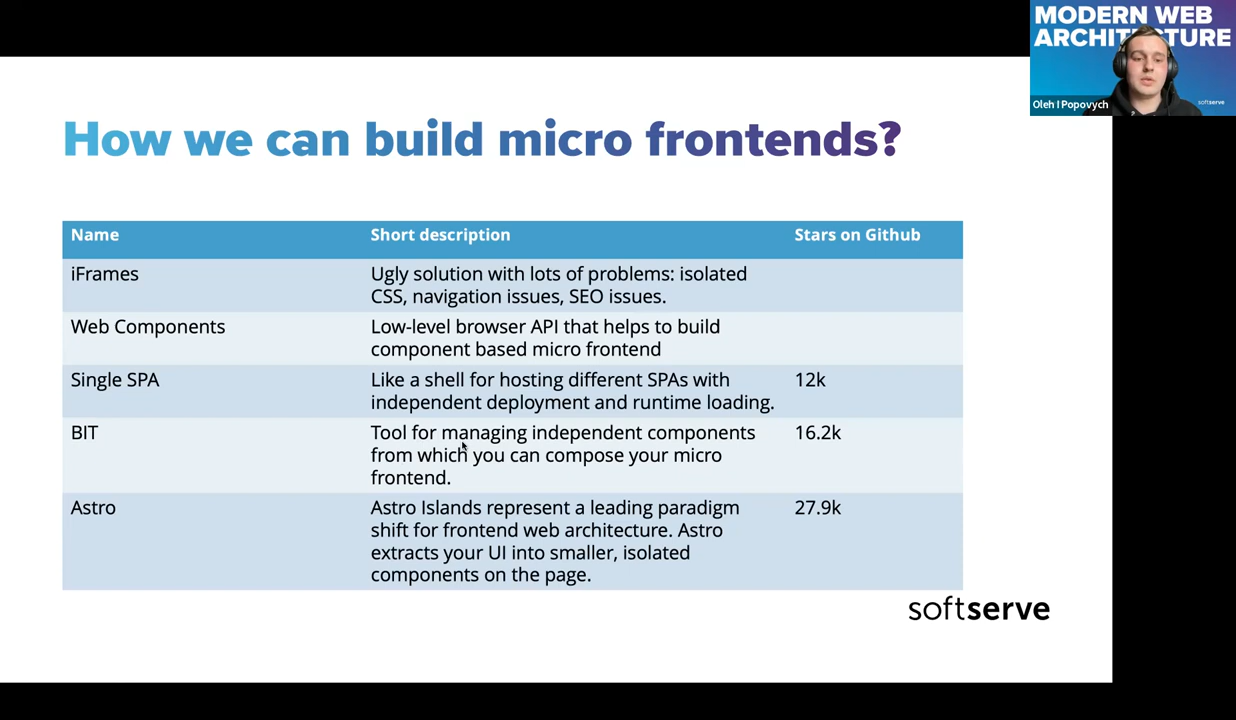 MODERN WEB
ARCHITECTURE
Oleh I Popovych
softserve
How we can build micro frontends?
Name Short description Stars on Github
iFrames Ugly solution with lots of problems: isolated
CSS, navigation issues, SEO issues.
Web Components Low-level browser API that helps to build
component based micro frontend
Single SPA Like a shell for hosting different SPAs with 12k
independent deployment and runtime loading.
BIT Tool for managing independent components 16.2k
from which you can compose your micro
frontend.
Astro Astro Islands represent a leading paradigm 27.9k
shift for frontend web architecture. Astro
extracts your UI into smaller, isolated
components on the page.
softserve